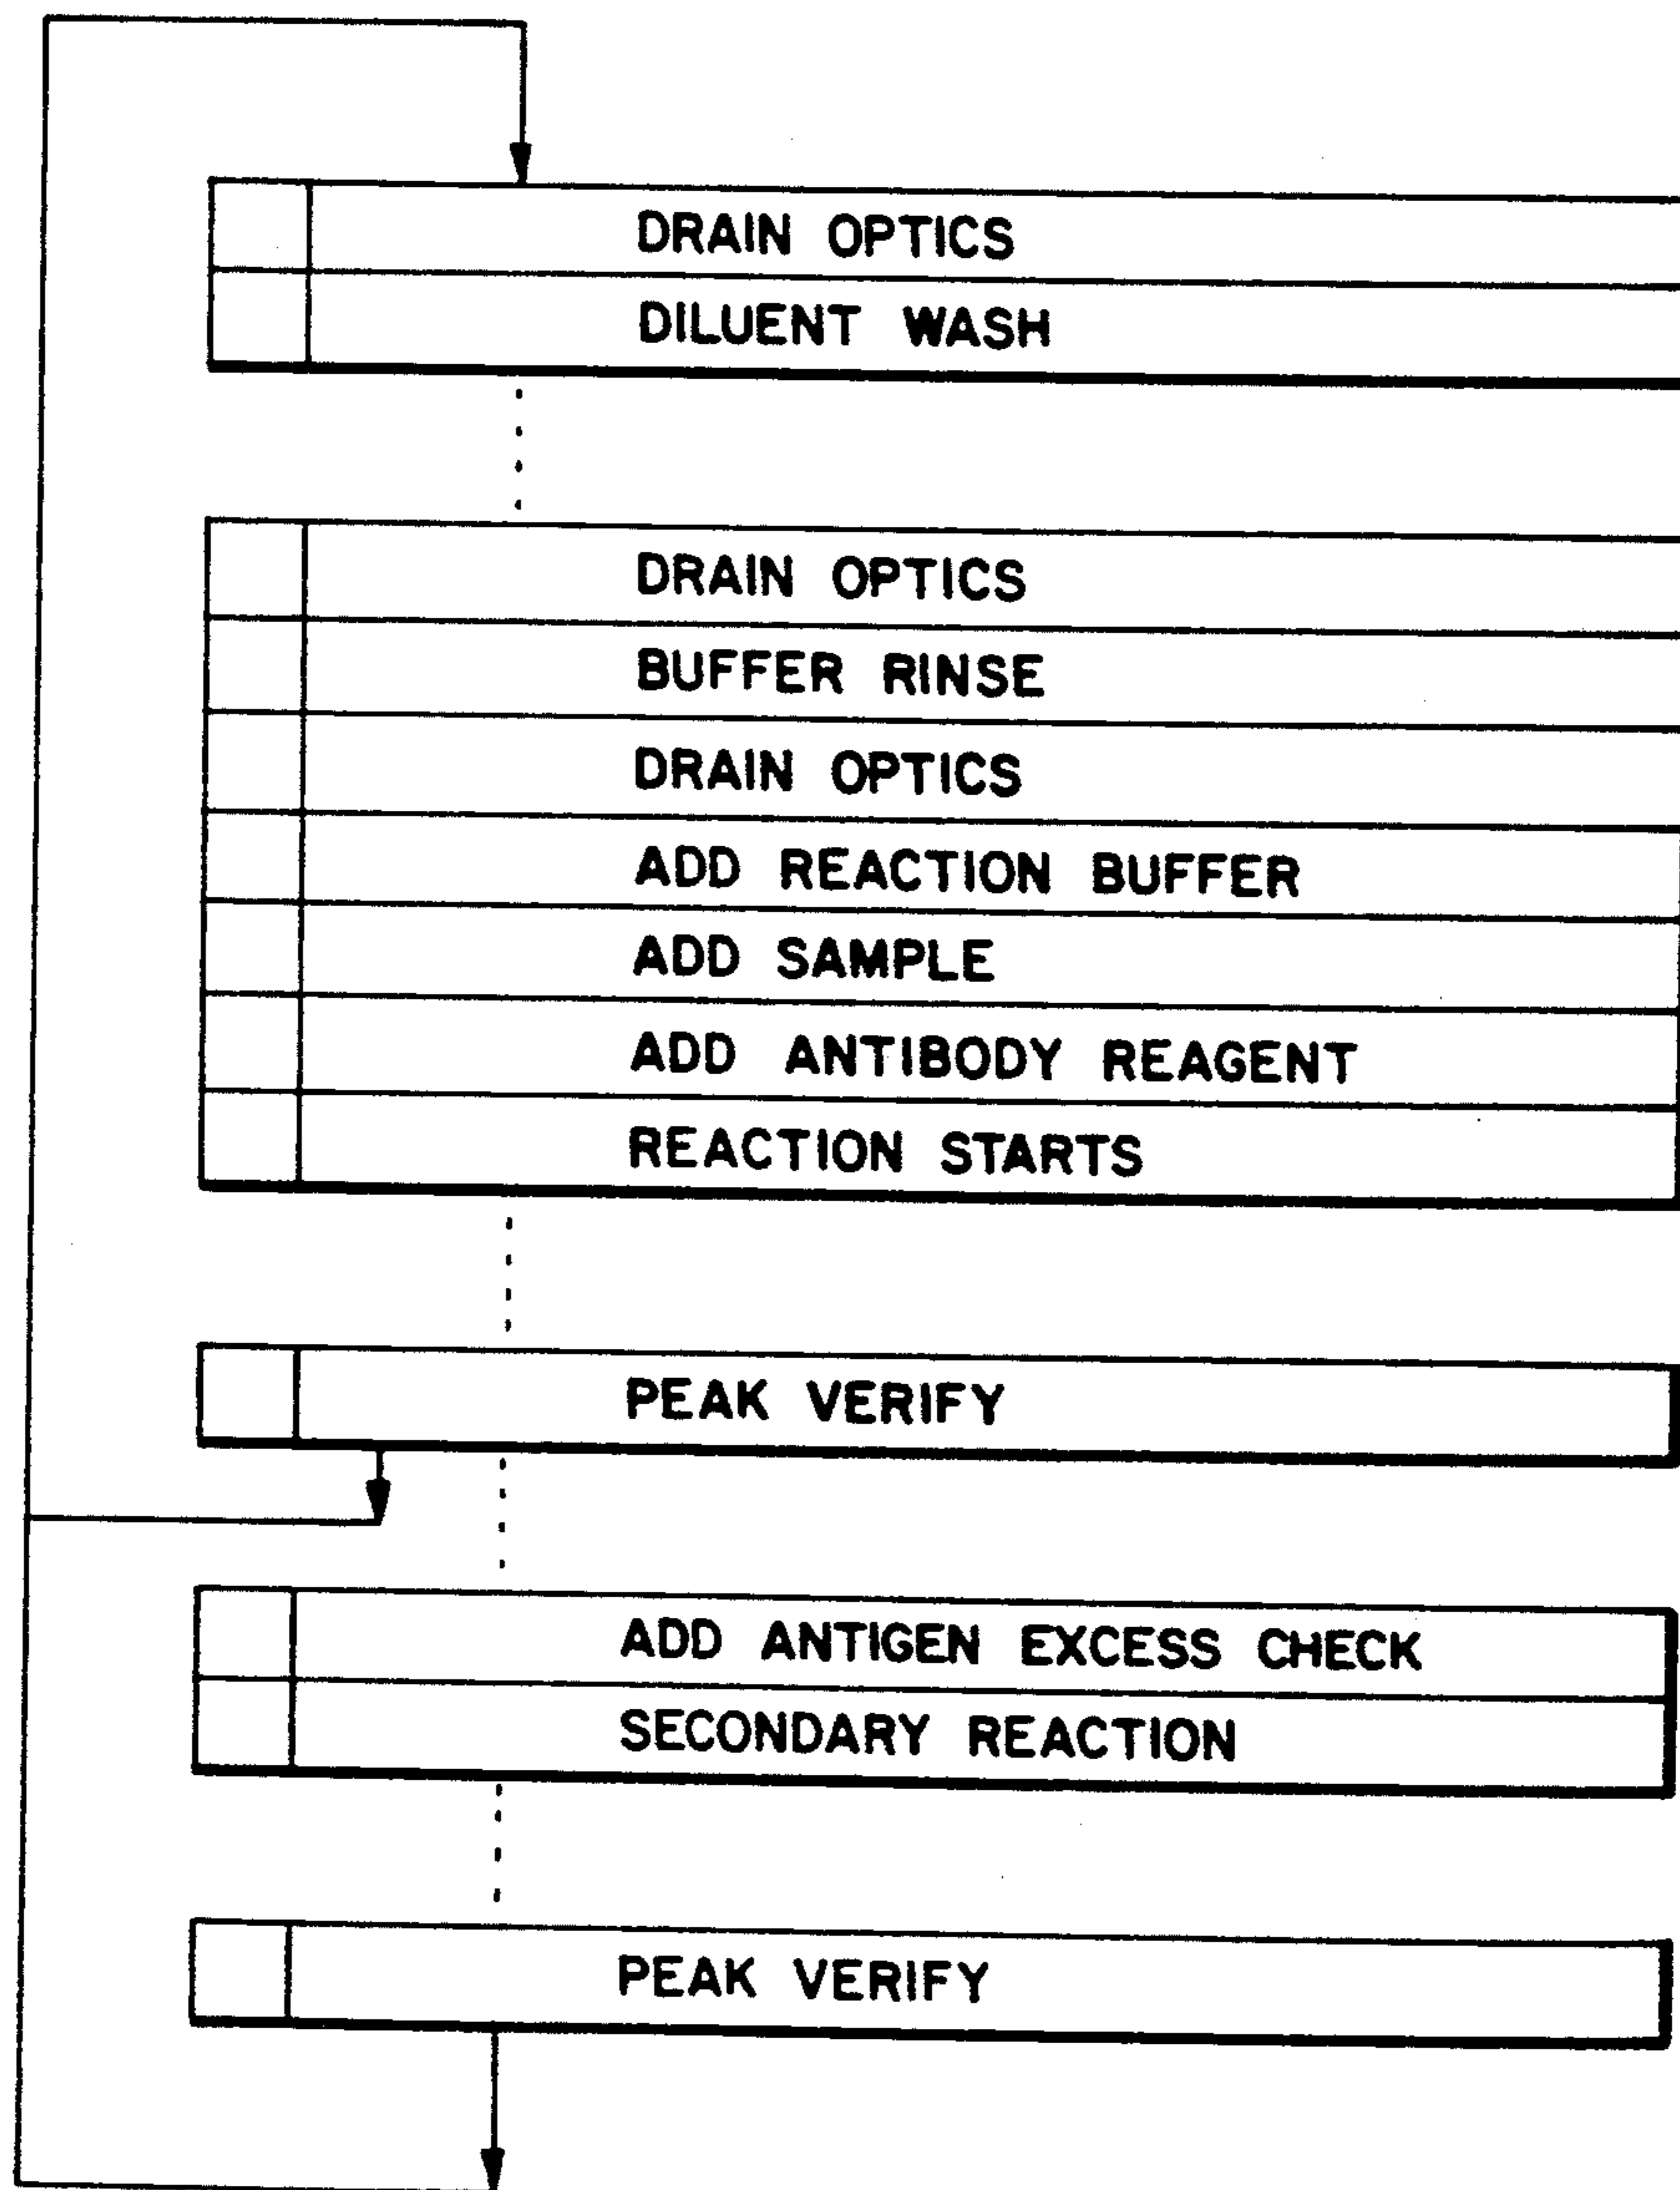 DRAIN OPTICS
DILUENT WASH
DRAIN OPTICS
BUFFER RINSE
DRAIN OPTICS
ADD REACTION BUFFER
ADD SAMPLE
ADD ANTIBODY REAGENT
REACTION STARTS
PEAK VERIFY
ADD ANTIGEN EXCESS CHECK
SECONDARY REACTION
PEAK VERIFY